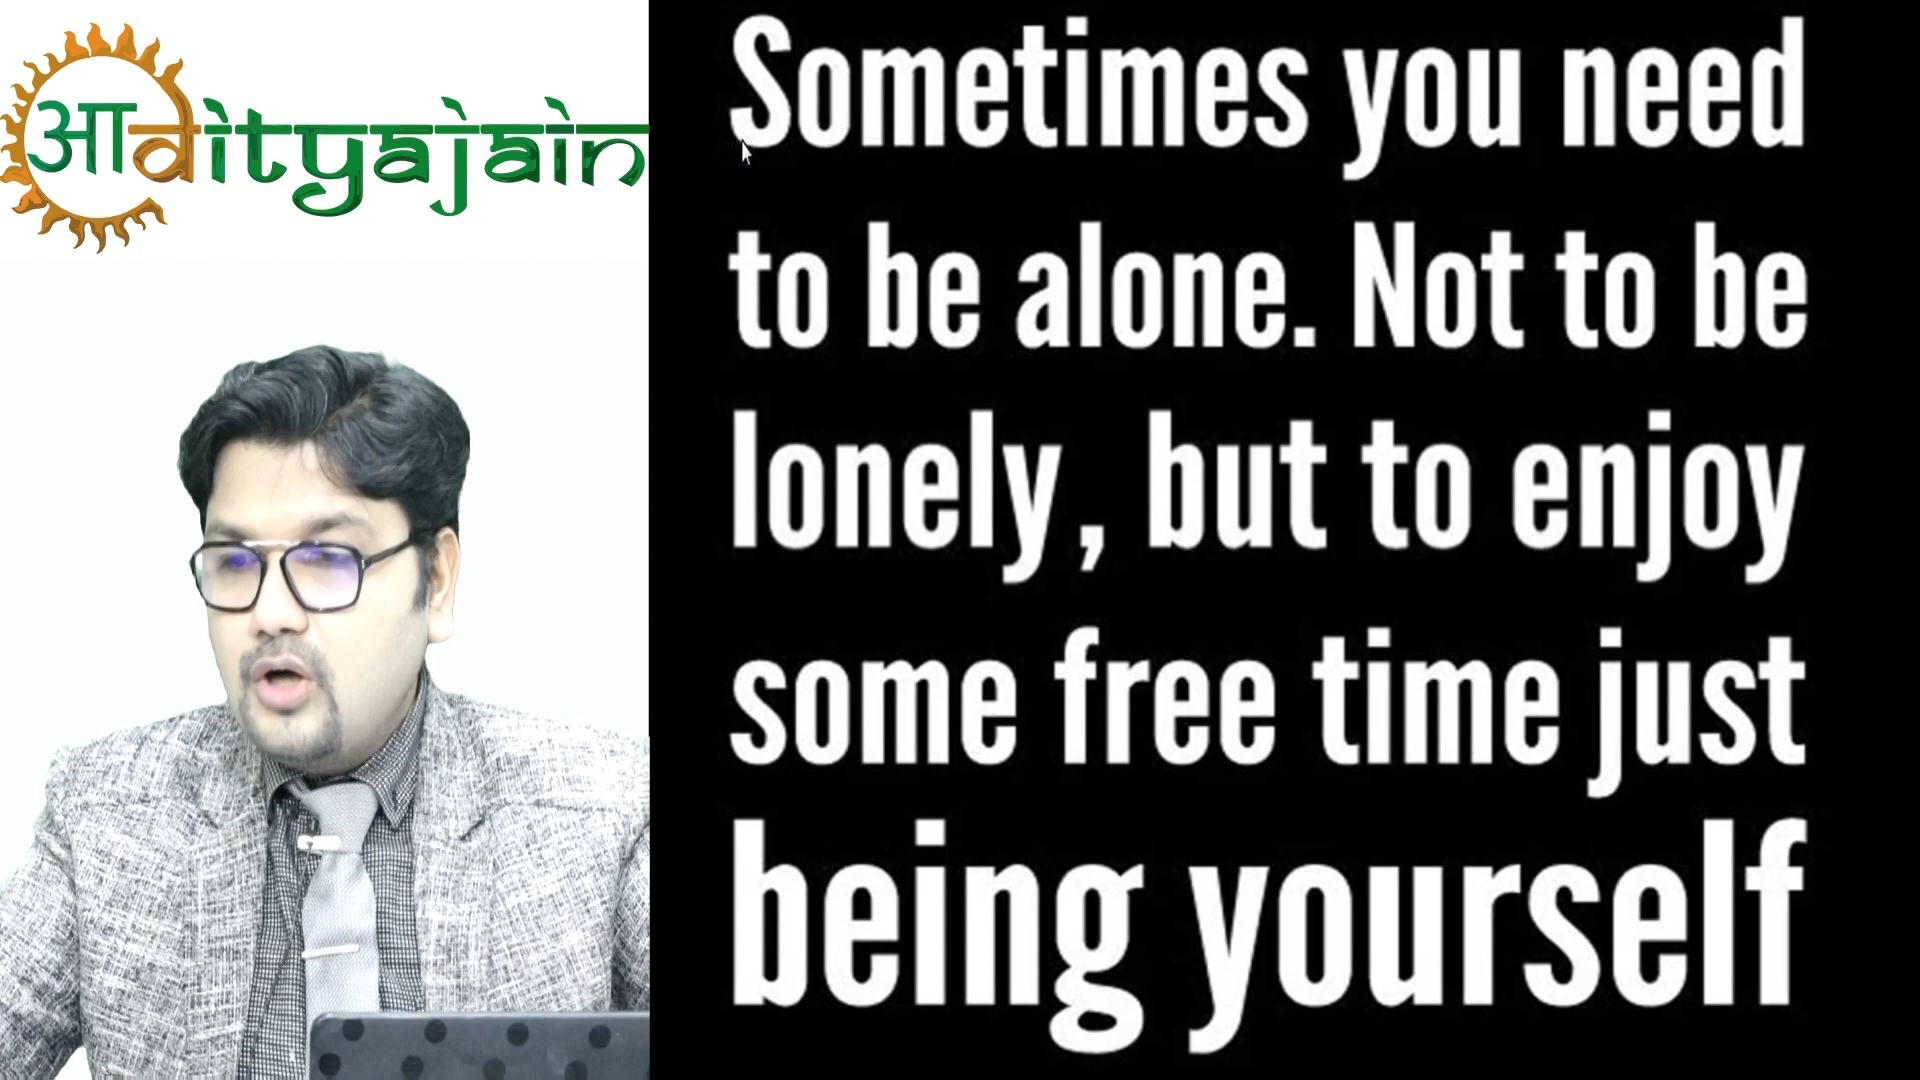 आdityajain
Sometimes you need
to be alone. Not to be
lonely, but to enjoy
some free time just
being yourself